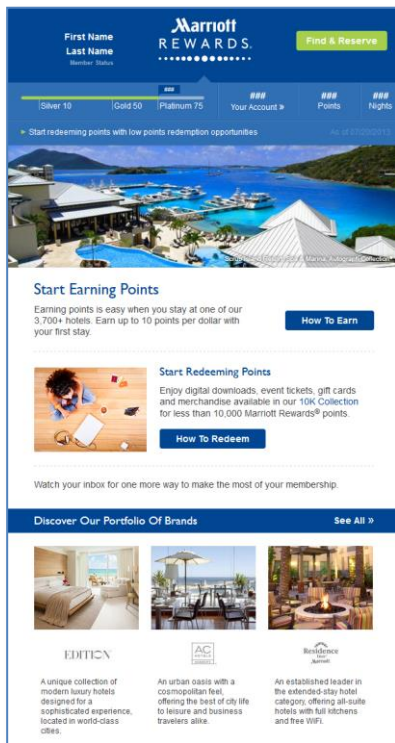 First Name
Last Name
Member Status
Marriott
REWARDS.
Find & Reserve
###
Silver 10
Gold 50
Platinum 75
###
Your Account »
###
Points
###
Nights
Start redeeming points with low points redemption opportunities
As of
Marina, Autograph Collection
Start Earning Points
Earning points is easy when you stay at one of our
3,700+ hotels. Earn up to 10 points per dollar with
your first stay.
How To Earn
Start Redeeming Points
Enjoy digital downloads, event tickets, gift cards
and merchandise available in our 10K Collection
for less than 10,000 Marriott Rewards® points.
How To Redeem
Watch your inbox for one more way to make the most of your membership.
Discover Our Portfolio Of Brands
See All »
EDITION
A unique collection of
modern luxury hotels
designed for a
sophisticated experience,
located in world-class
cities.
AC
HOTELS
An urban oasis with a
cosmopolitan feel,
offering the best of city life
to leisure and business
travelers alike.
Residence
Inn
Marriott
An established leader in
the extended-stay hotel
category, offering all-suite
hotels with full kitchens
and free WiFi.